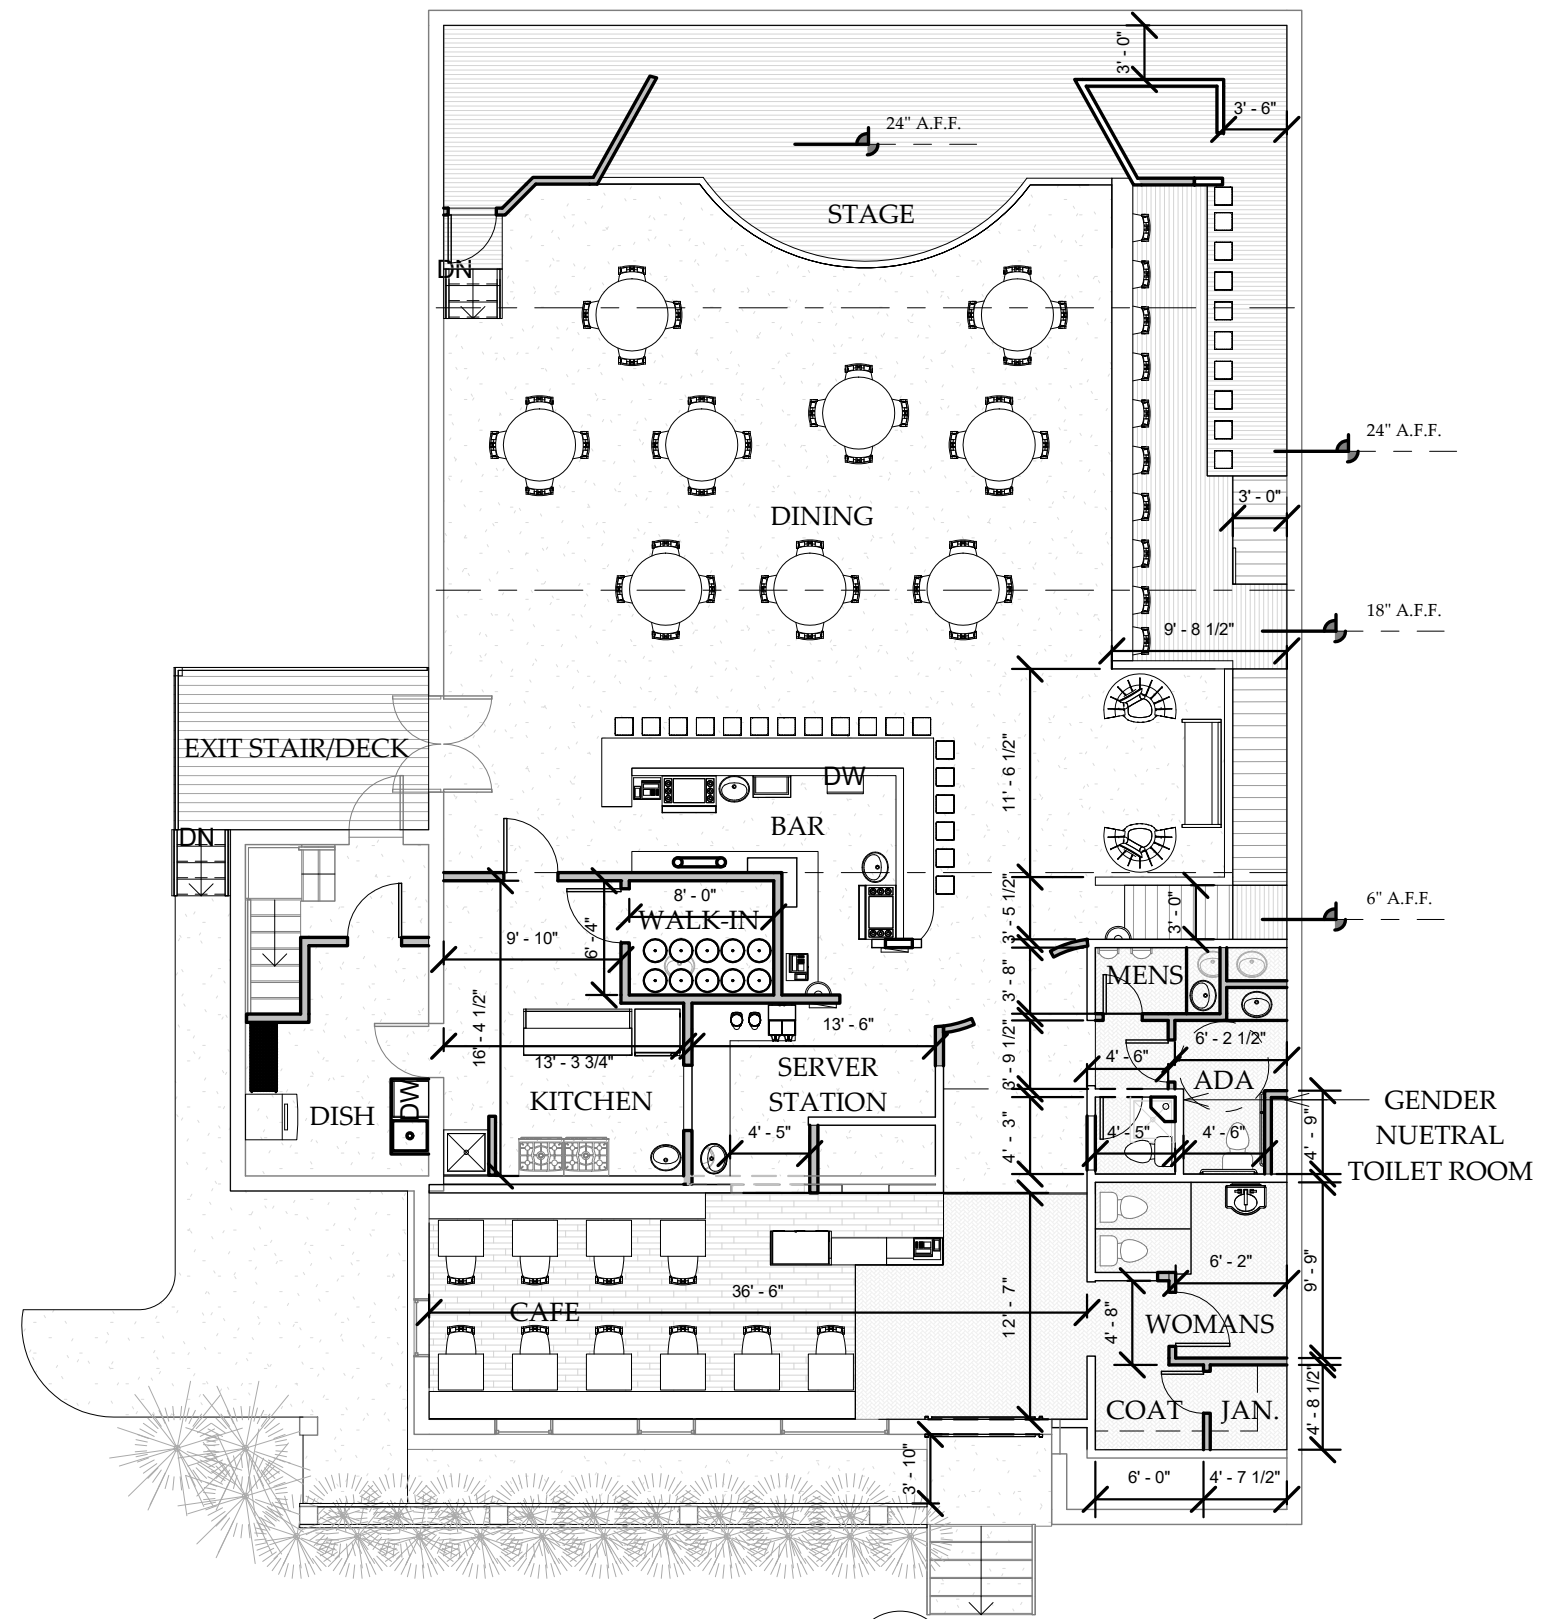 3' - 0"
3' - 6"
24" A.F.F.
STAGE
DN
24" A.F.F.
3' - 0"
DINING
18" A.F.F.
9' - 8 1/2"
EXIT STAIR/DECK
DW
11' - 6 1/2"
BAR
DN
8' - 0"
WALK-IN
6" A.F.F.
3' - 0"
3' - 5 1/2"
9' - 10"
6' - 4"
MENS
3' - 8"
16' - 4 1/2"
13' - 6"
13' - 3 3/4"
6' - 2 1/2"
3' - 9 1/2"
4' - 6"
SERVER
STATION
ADA
KITCHEN
DISH
DW
GENDER
NUETRAL
TOILET ROOM
4' - 5"
4' - 3"
4' - 5"
4' - 6"
4' - 9"
6' - 2"
9' - 9"
36' - 6"
12' - 7"
CAFE
4' - 8"
WOMANS
COAT
JAN.
4' - 8 1/2"
3' - 10"
6' - 0"
4' - 7 1/2"